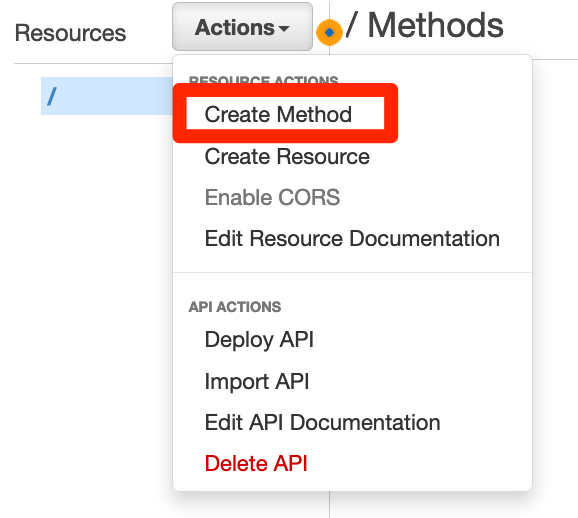 Resources
Actions
/ Methods
/
RESOURCE ACTIONS
Create Method
Create Resource
Enable CORS
Edit Resource Documentation
API ACTIONS
Deploy API
Import API
Edit API Documentation
Delete API